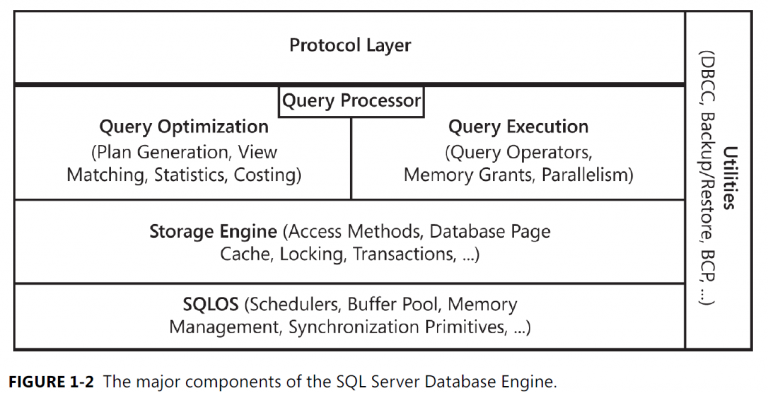 Protocol Layer
Query Processor
Query Optimization
(Plan Generation, View
Matching, Statistics, Costing)
Query Execution
(Query Operators,
Memory Grants, Parallelism)
Storage Engine (Access Methods, Database Page
Cache, Locking, Transactions, ...)
SQLOS (Schedulers, Buffer Pool, Memory
Management, Synchronization Primitives, ...)
Utilities
(DBCC, Backup/Restore, BCP, ...)
FIGURE 1-2 The major components of the SQL Server Database Engine.